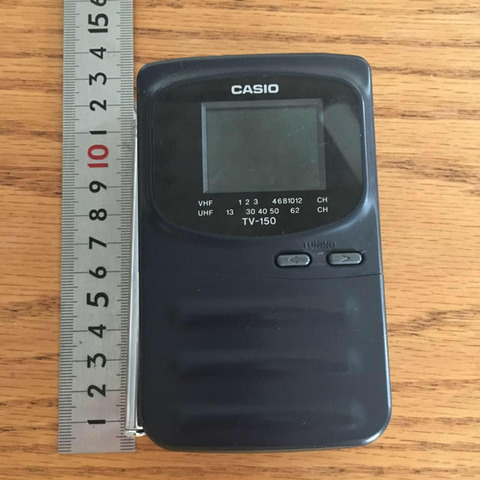 1 2 3 4 5 6 7 8 9 10 1 2 3 4 15 6
CASIO
VHF 1 2 3 4 6 8 10 12 CH
UHF 13 30 40 50 62 CH
TV-150
TUNING
< >